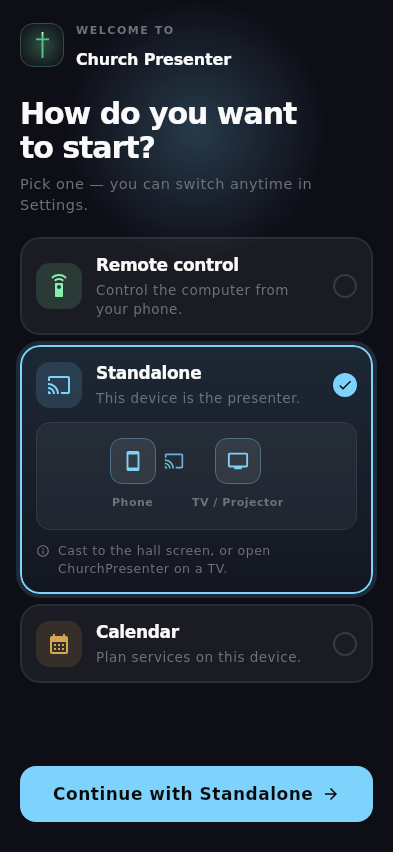 WELCOME TO
Church Presenter
How do you want
to start?
Pick one — you can switch anytime in
Settings.
Remote control
Control the computer from
your phone.
Standalone
This device is the presenter.
Phone
TV / Projector
Cast to the hall screen, or open
ChurchPresenter on a TV.
Calendar
Plan services on this device.
Continue with Standalone →